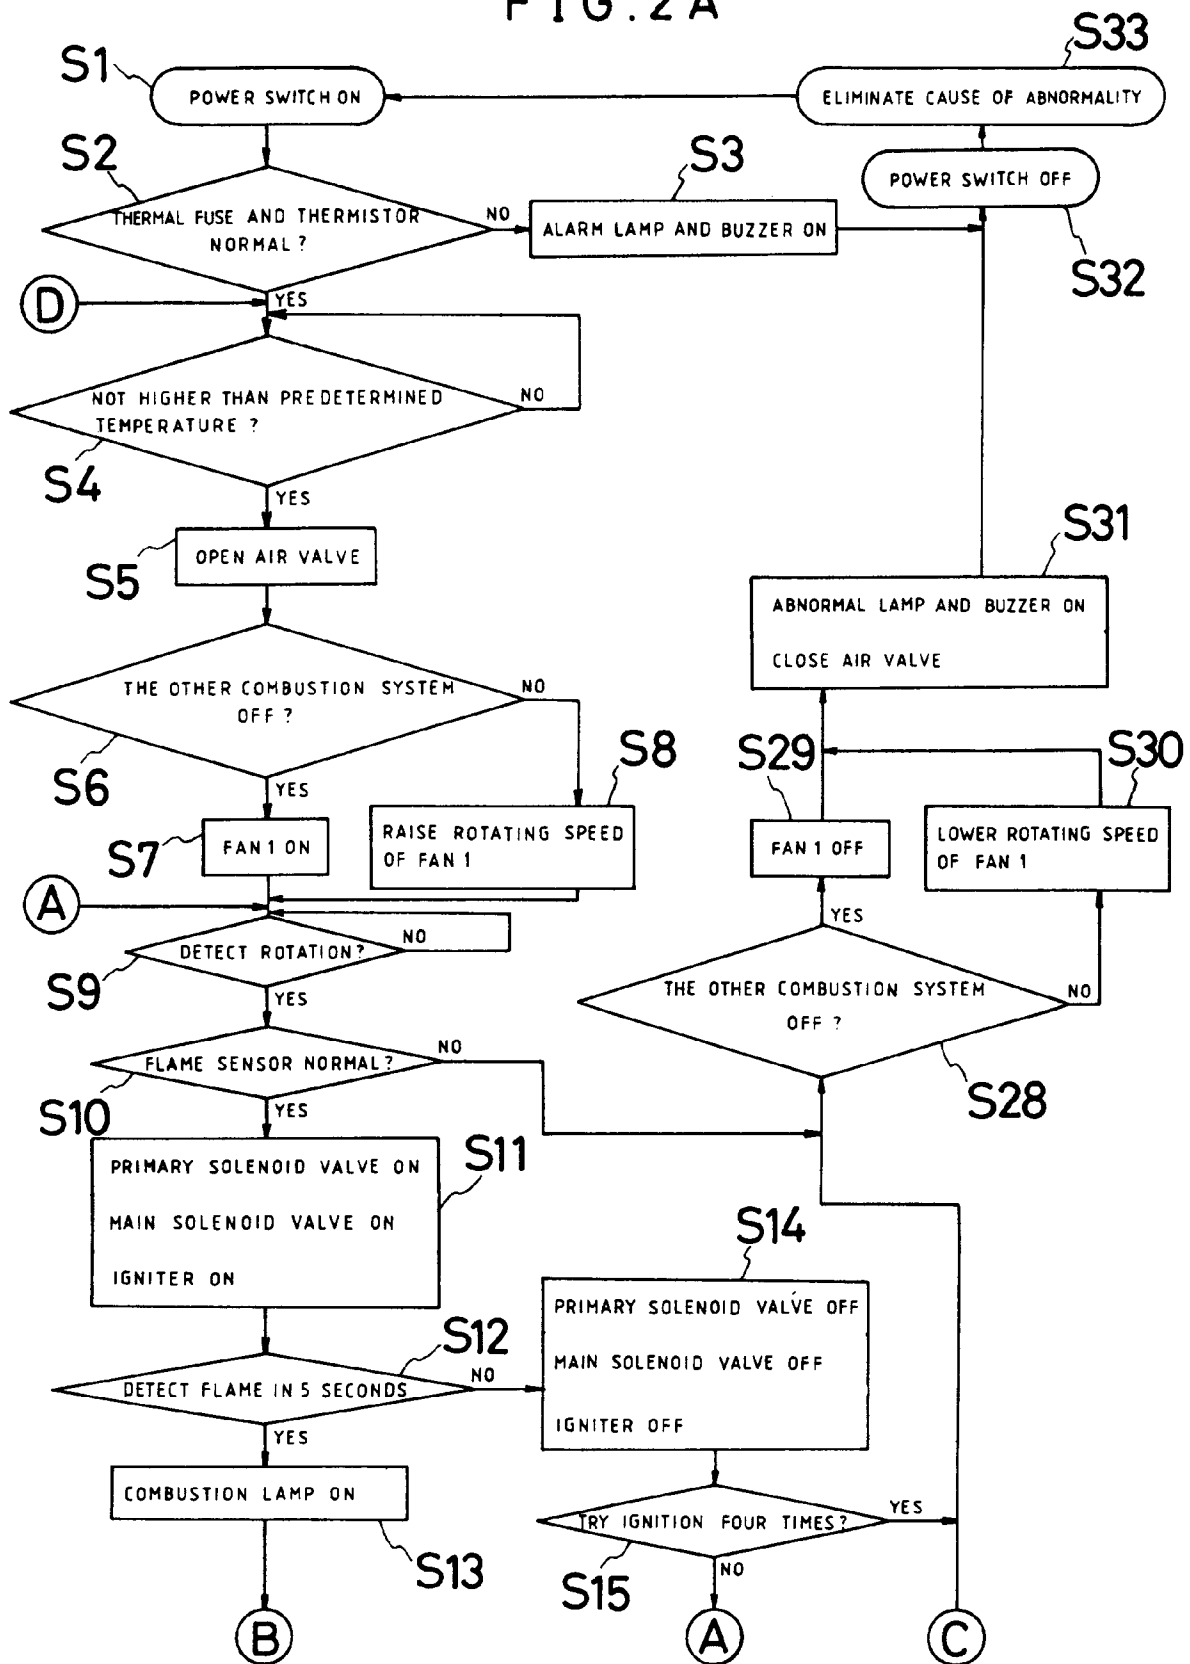 FIG.2A
S1
POWER SWITCH ON
S33
ELIMINATE CAUSE OF ABNORMALITY
S2
THERMAL FUSE AND THERMISTOR
NORMAL?
NO
S3
ALARM LAMP AND BUZZER ON
POWER SWITCH OFF
S32
YES
D
NOT HIGHER THAN PREDETERMINED
TEMPERATURE ?
NO
S4
YES
S5
OPEN AIR VALVE
S31
ABNORMAL LAMP AND BUZZER ON
CLOSE AIR VALVE
THE OTHER COMBUSTION SYSTEM
OFF ?
NO
S6
YES
S7
FAN 1 ON
S8
RAISE ROTATING SPEED
OF FAN 1
S29
FAN 1 OFF
S30
LOWER ROTATING SPEED
OF FAN 1
A
DETECT ROTATION?
NO
S9
YES
YES
THE OTHER COMBUSTION SYSTEM
OFF ?
NO
S28
FLAME SENSOR NORMAL?
NO
S10
YES
S11
PRIMARY SOLENOID VALVE ON
MAIN SOLENOID VALVE ON
IGNITER ON
S14
PRIMARY SOLENOID VALVE OFF
MAIN SOLENOID VALVE OFF
IGNITER OFF
S12
DETECT FLAME IN 5 SECONDS
NO
YES
COMBUSTION LAMP ON
S13
TRY IGNITION FOUR TIMES?
YES
S15
NO
B
A
C